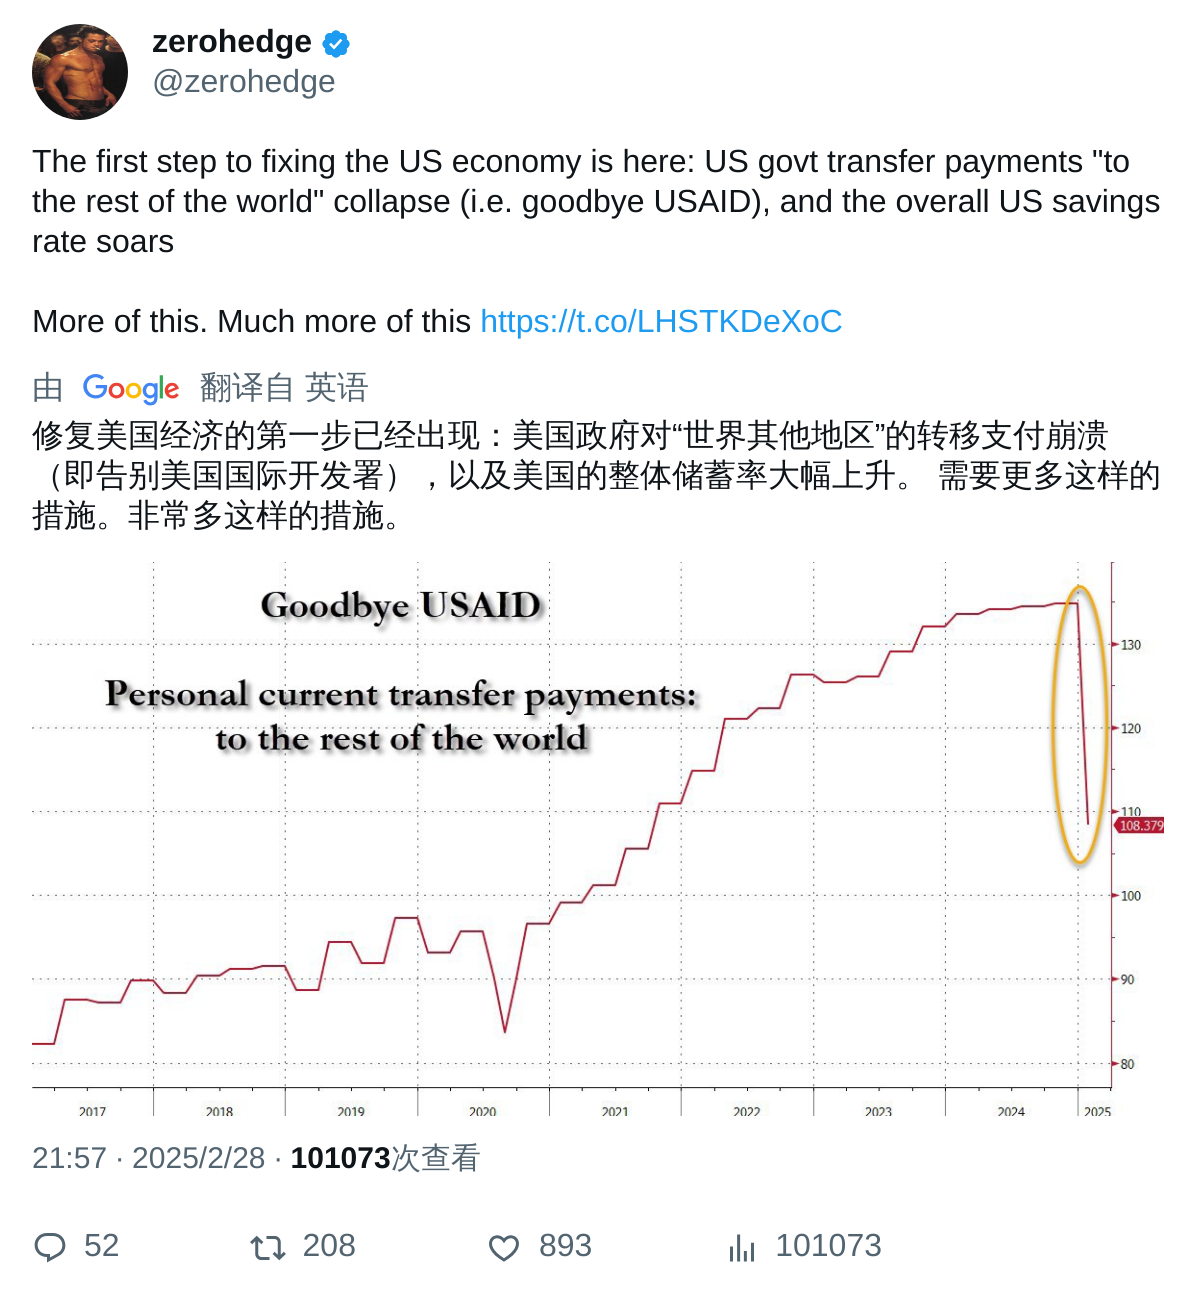 zerohedge
@zerohedge
The first step to fixing the US economy is here: US govt transfer payments "to
the rest of the world" collapse (i.e. goodbye USAID), and the overall US savings
rate soars
More of this. Much more of this https://t.co/LHSTKDeXoC
由 Google 翻译自 英语
修复美国经济的第一步已经出现：美国政府对“世界其他地区”的转移支付崩溃
（即告别美国国际开发署），以及美国的整体储蓄率大幅上升。 需要更多这样的
措施。非常多这样的措施。
Goodbye USAID
Personal current transfer payments:
to the rest of the world
130
120
110
108.379
100
90
80
2017 2018 2019 2020 2021 2022 2023 2024 2025
21:57 · 2025/2/28 · 101073次查看
52 208 893 101073